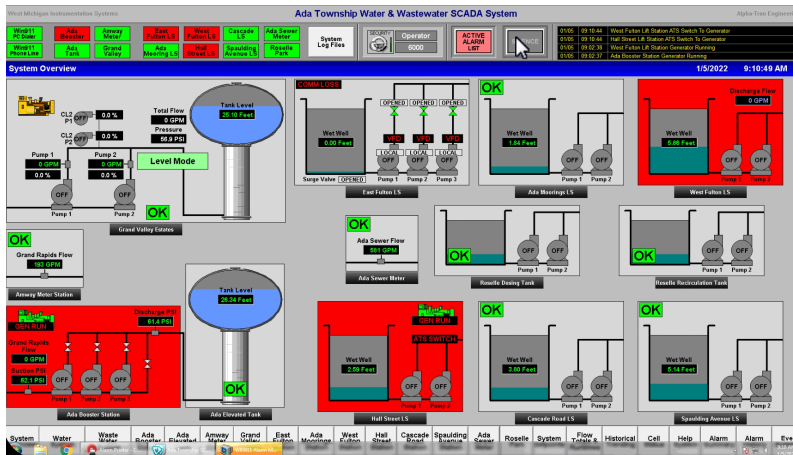 West Michigan Instrumentation Systems
Ada Township Water & Wastewater SCADA System
Win911 PC Dialer
Ada Booster
Amway Meter
East Fulton LS
West Fulton LS
Cascade LS
Ada Sewer Meter
Win911 Phone Line
Ada Tank
Grand Valley
Ada Mooring LS
Hall Street LS
Spaulding Avenue LS
Roselle Park
System Log Files
SECURITY
Operator
6000
ACTIVE ALARM LIST
01/05 09:10:44 West Fulton Lift Station ATS Switch To Generator
01/05 09:10:44 Hall Street Lift Station ATS Switch To Generator
01/05 09:02:36 West Fulton Lift Station Generator Running
01/05 09:02:37 Ada Booster Station Generator Running
System Overview
1/5/2022 9:10:49 AM
CL2 P1
OFF
0.0 %
CL2 P2
OFF
0.0 %
Total Flow
0 GPM
Pressure
56.9 PSI
Pump 1
0 GPM
0.0 %
Pump 2
0 GPM
0.0 %
Level Mode
OFF
OFF
Pump 1
Pump 2
OK
Tank Level
25.10 Feet
Grand Valley Estates
COMM LOSS
OPENED
OPENED
Wet Well
0.00 Feet
VFD
VFD
VFD
LOCAL
LOCAL
OFF
OFF
OFF
Surge Valve OPENED
Pump 1
Pump 2
Pump 3
East Fulton LS
OK
Wet Well
1.84 Feet
OFF
OFF
Pump 1
Pump 2
Ada Moorings LS
Discharge Flow
0 GPM
Wet Well
OFF
OFF
Pump 1
Pump 2
West Fulton LS
OK
Grand Rapids Flow
193 GPM
Amway Meter Station
OK
Ada Sewer Flow
581 GPM
Ada Sewer Meter
OK
OFF
OFF
Pump 1
Pump 2
Roselle Dosing Tank
OK
OFF
OFF
Pump 1
Pump 2
Roselle Recirculation Tank
GEN RUN
Discharge PSI
61.4 PSI
Grand Rapids Flow
0 GPM
Suction PSI
62.1 PSI
OFF
OFF
OFF
Pump 1
Pump 2
Pump 3
Ada Booster Station
Tank Level
26.34 Feet
OK
Ada Elevated Tank
GEN RUN
ATS SWITCH
Wet Well
2.59 Feet
OFF
OFF
Pump 1
Pump 2
Hall Street LS
OK
Wet Well
3.60 Feet
OFF
OFF
Pump 1
Pump 2
Cascade Road LS
OK
Wet Well
5.14 Feet
OFF
OFF
Pump 1
Pump 2
Spaulding Avenue LS
System
Water
Waste Water
Ada Booster
Ada Elevated
Amway Meter
Grand Valley
East Fulton
Ada Moorings
West Fulton
Hall Street
Cascade Road
Spaulding Avenue
Ada Sewer
Roselle
System
Flow Totals &
Historical
Cell
Help
Alarm
Alarm